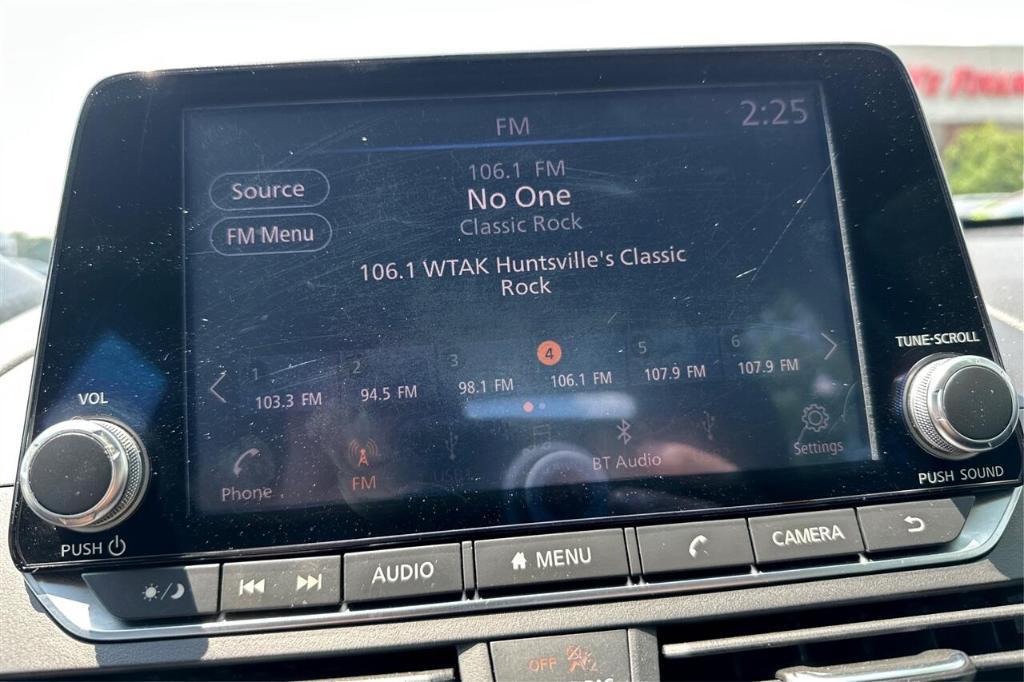 FM
2:25
106.1 FM
Source
No One
Classic Rock
FM Menu
106.1 WTAK Huntsville's Classic
Rock
1
2
3
4
5
6
103.3 FM
94.5 FM
98.1 FM
106.1 FM
107.9 FM
107.9 FM
TUNE·SCROLL
VOL
Phone
FM
BT Audio
Settings
PUSH SOUND
PUSH
AUDIO
MENU
CAMERA
OFF